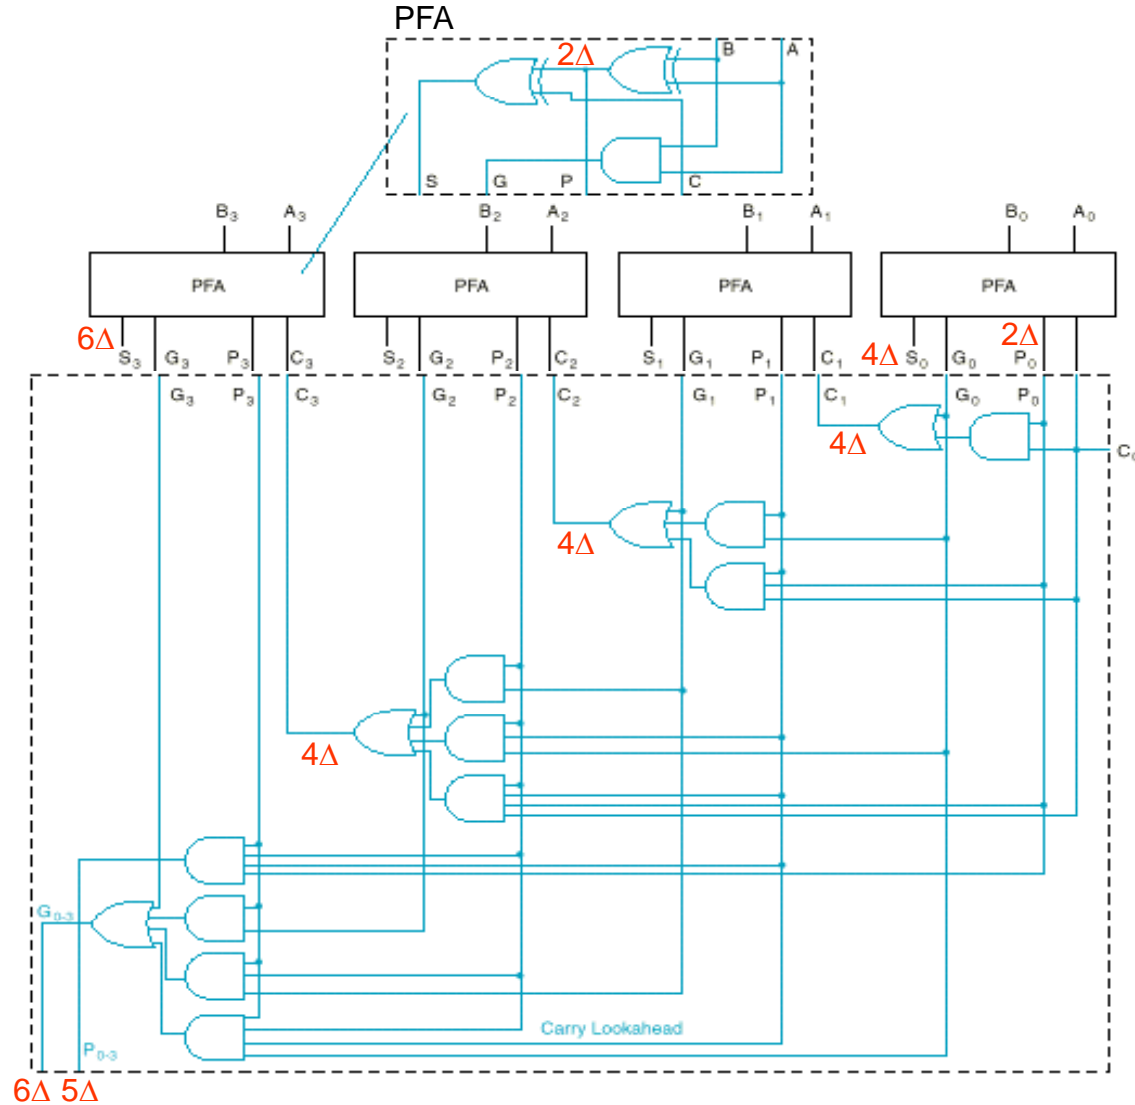 PFA
2Δ B A
S G P C
B₃ A₃ B₂ A₂ B₁ A₁ B₀ A₀
PFA PFA PFA PFA
6Δ S₃ G₃ P₃ C₃ S₂ G₂ P₂ C₂ S₁ G₁ P₁ C₁ 4Δ S₀ G₀ 2Δ P₀
G₃ P₃ C₃ G₂ P₂ C₂ G₁ P₁ C₁ G₀ P₀
4Δ C₀
4Δ
4Δ
G₀₋₃
Carry Lookahead
P₀₋₃
6Δ 5Δ